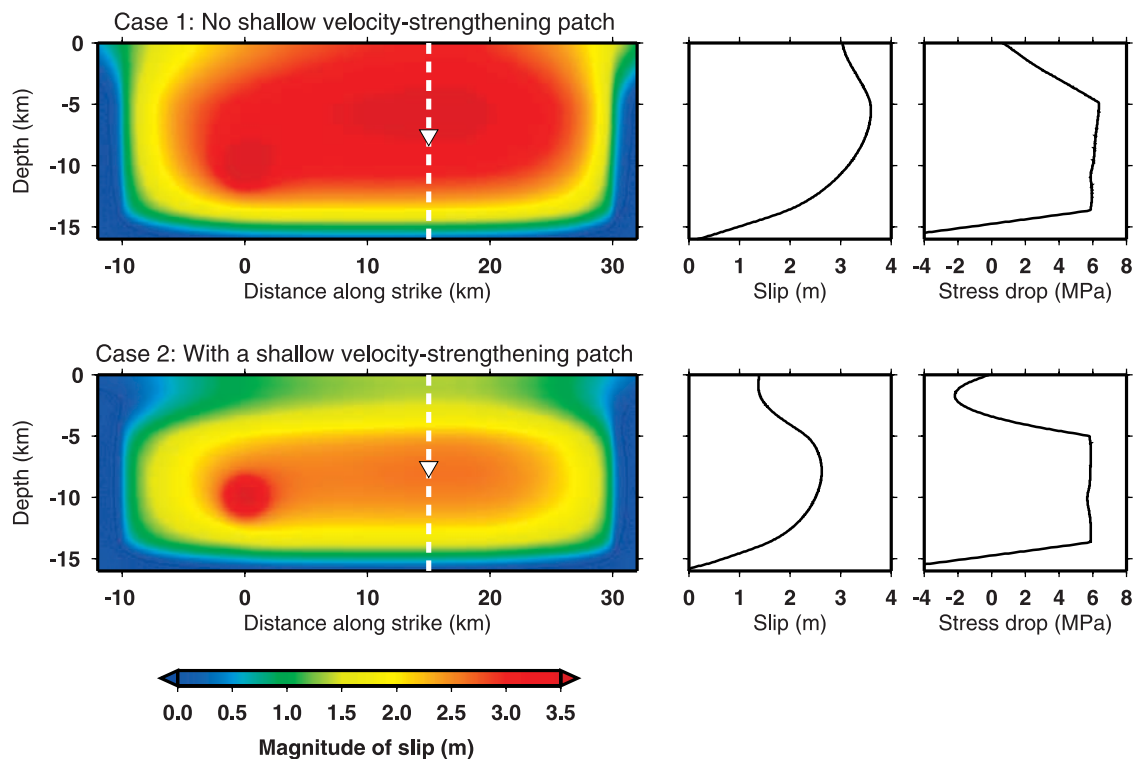 Case 1: No shallow velocity-strengthening patch
0
-5
-10
-15
Depth (km)
-10 0 10 20 30
Distance along strike (km)
0 1 2 3 4
Slip (m)
-4 -2 0 2 4 6 8
Stress drop (MPa)
Case 2: With a shallow velocity-strengthening patch
0
-5
-10
-15
Depth (km)
-10 0 10 20 30
Distance along strike (km)
0 1 2 3 4
Slip (m)
-4 -2 0 2 4 6 8
Stress drop (MPa)
0.0 0.5 1.0 1.5 2.0 2.5 3.0 3.5
Magnitude of slip (m)